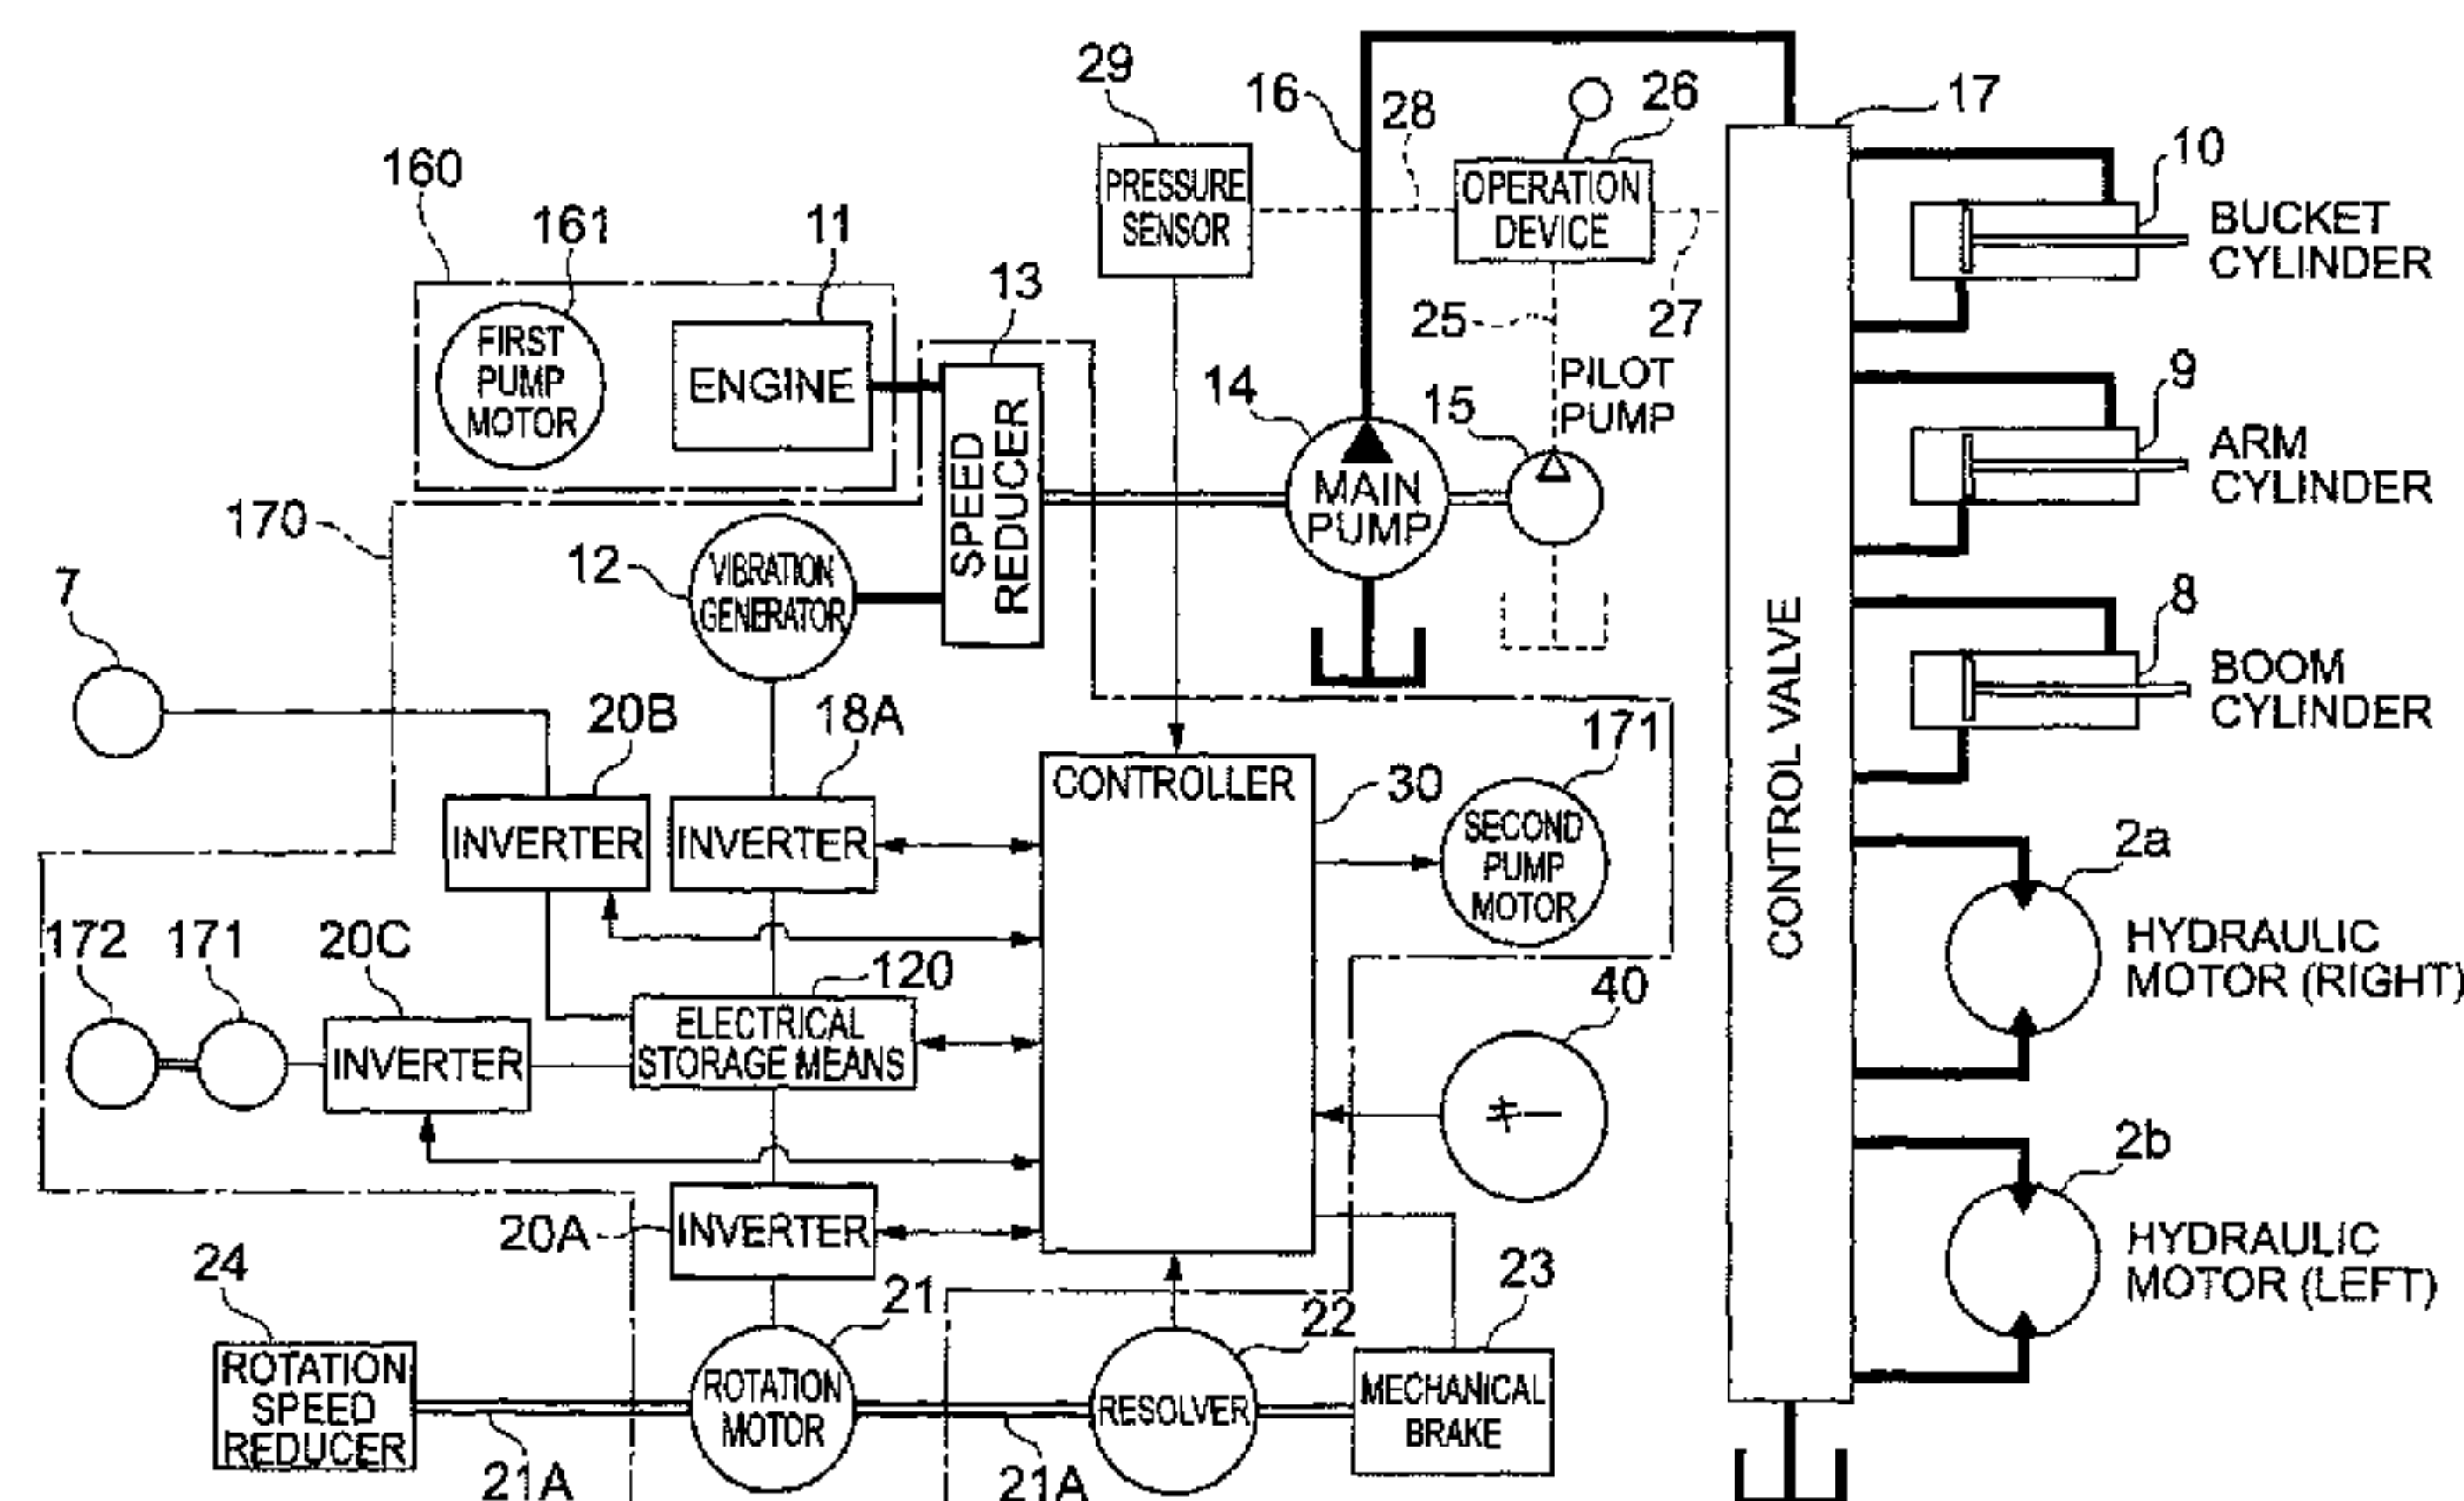 29
16
28
26
17
10
160
161
11
13
PRESSURE
SENSOR
OPERATION
DEVICE
BUCKET
CYLINDER
25
27
FIRST
PUMP
MOTOR
ENGINE
SPEED
REDUCER
14
15
PILOT
PUMP
9
ARM
CYLINDER
MAIN
PUMP
170
12
VIBRATION
GENERATOR
7
8
BOOM
CYLINDER
CONTROL VALVE
20B
18A
171
CONTROLLER
30
INVERTER
INVERTER
SECOND
PUMP
MOTOR
2a
HYDRAULIC
MOTOR (RIGHT)
172
171
20C
120
40
INVERTER
ELECTRICAL
STORAGE MEANS
2b
HYDRAULIC
MOTOR (LEFT)
20A
INVERTER
24
21
22
23
ROTATION
SPEED
REDUCER
ROTATION
MOTOR
RESOLVER
MECHANICAL
BRAKE
21A
21A